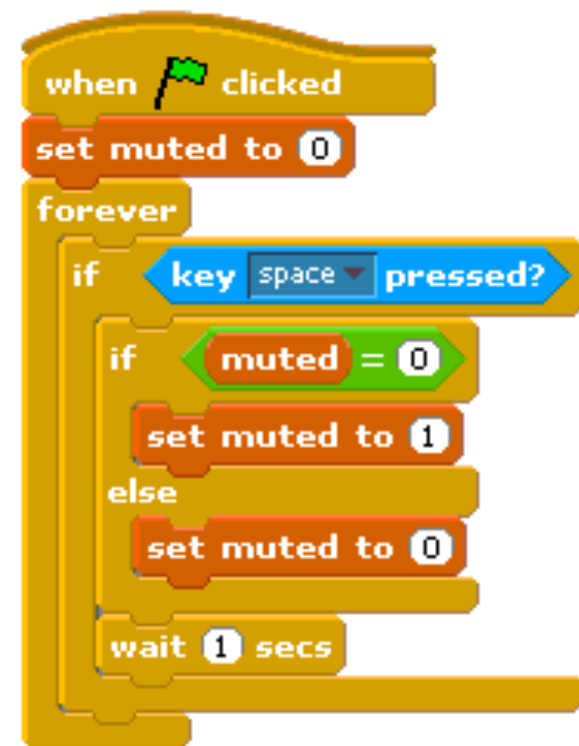 when clicked
set muted to 0
forever
if key space pressed?
if muted = 0
set muted to 1
else
set muted to 0
wait 1 secs